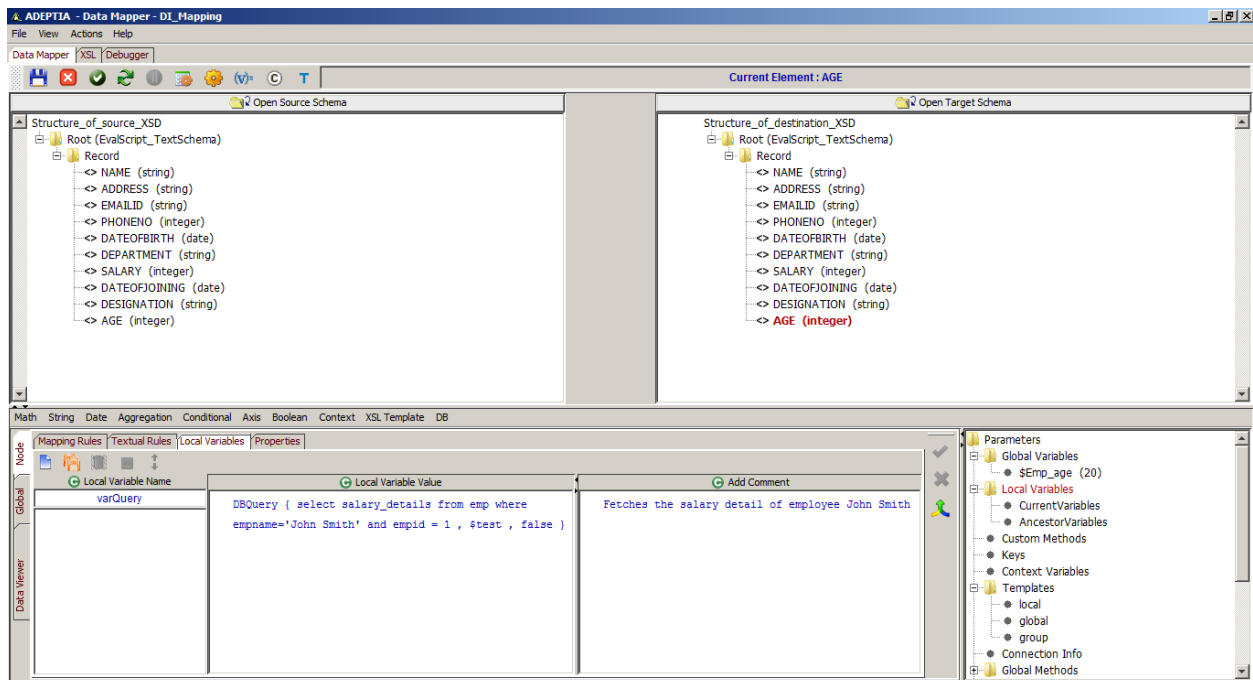 ADEPTIA - Data Mapper - DI_Mapping
File View Actions Help
Data Mapper XSL Debugger
(v)= C T Current Element : AGE
Open Source Schema
Structure_of_source_XSD
Root (EvalScript_TextSchema)
Record
<> NAME (string)
<> ADDRESS (string)
<> EMAILID (string)
<> PHONENO (integer)
<> DATEOFBIRTH (date)
<> DEPARTMENT (string)
<> SALARY (integer)
<> DATEOFJOINING (date)
<> DESIGNATION (string)
<> AGE (integer)
Open Target Schema
Structure_of_destination_XSD
Root (EvalScript_TextSchema)
Record
<> NAME (string)
<> ADDRESS (string)
<> EMAILID (string)
<> PHONENO (integer)
<> DATEOFBIRTH (date)
<> DEPARTMENT (string)
<> SALARY (integer)
<> DATEOFJOINING (date)
<> DESIGNATION (string)
<> AGE (integer)
Math String Date Aggregation Conditional Axis Boolean Context XSL Template DB
Node
Global
Data Viewer
Mapping Rules Textual Rules Local Variables Properties
Local Variable Name
varQuery
Local Variable Value
DBQuery { select salary_details from emp where
empname='John Smith' and empid = 1 , $test , false }
Add Comment
Fetches the salary detail of employee John Smith
Parameters
Global Variables
$Emp_age (20)
Local Variables
CurrentVariables
AncestorVariables
Custom Methods
Keys
Context Variables
Templates
local
global
group
Connection Info
Global Methods